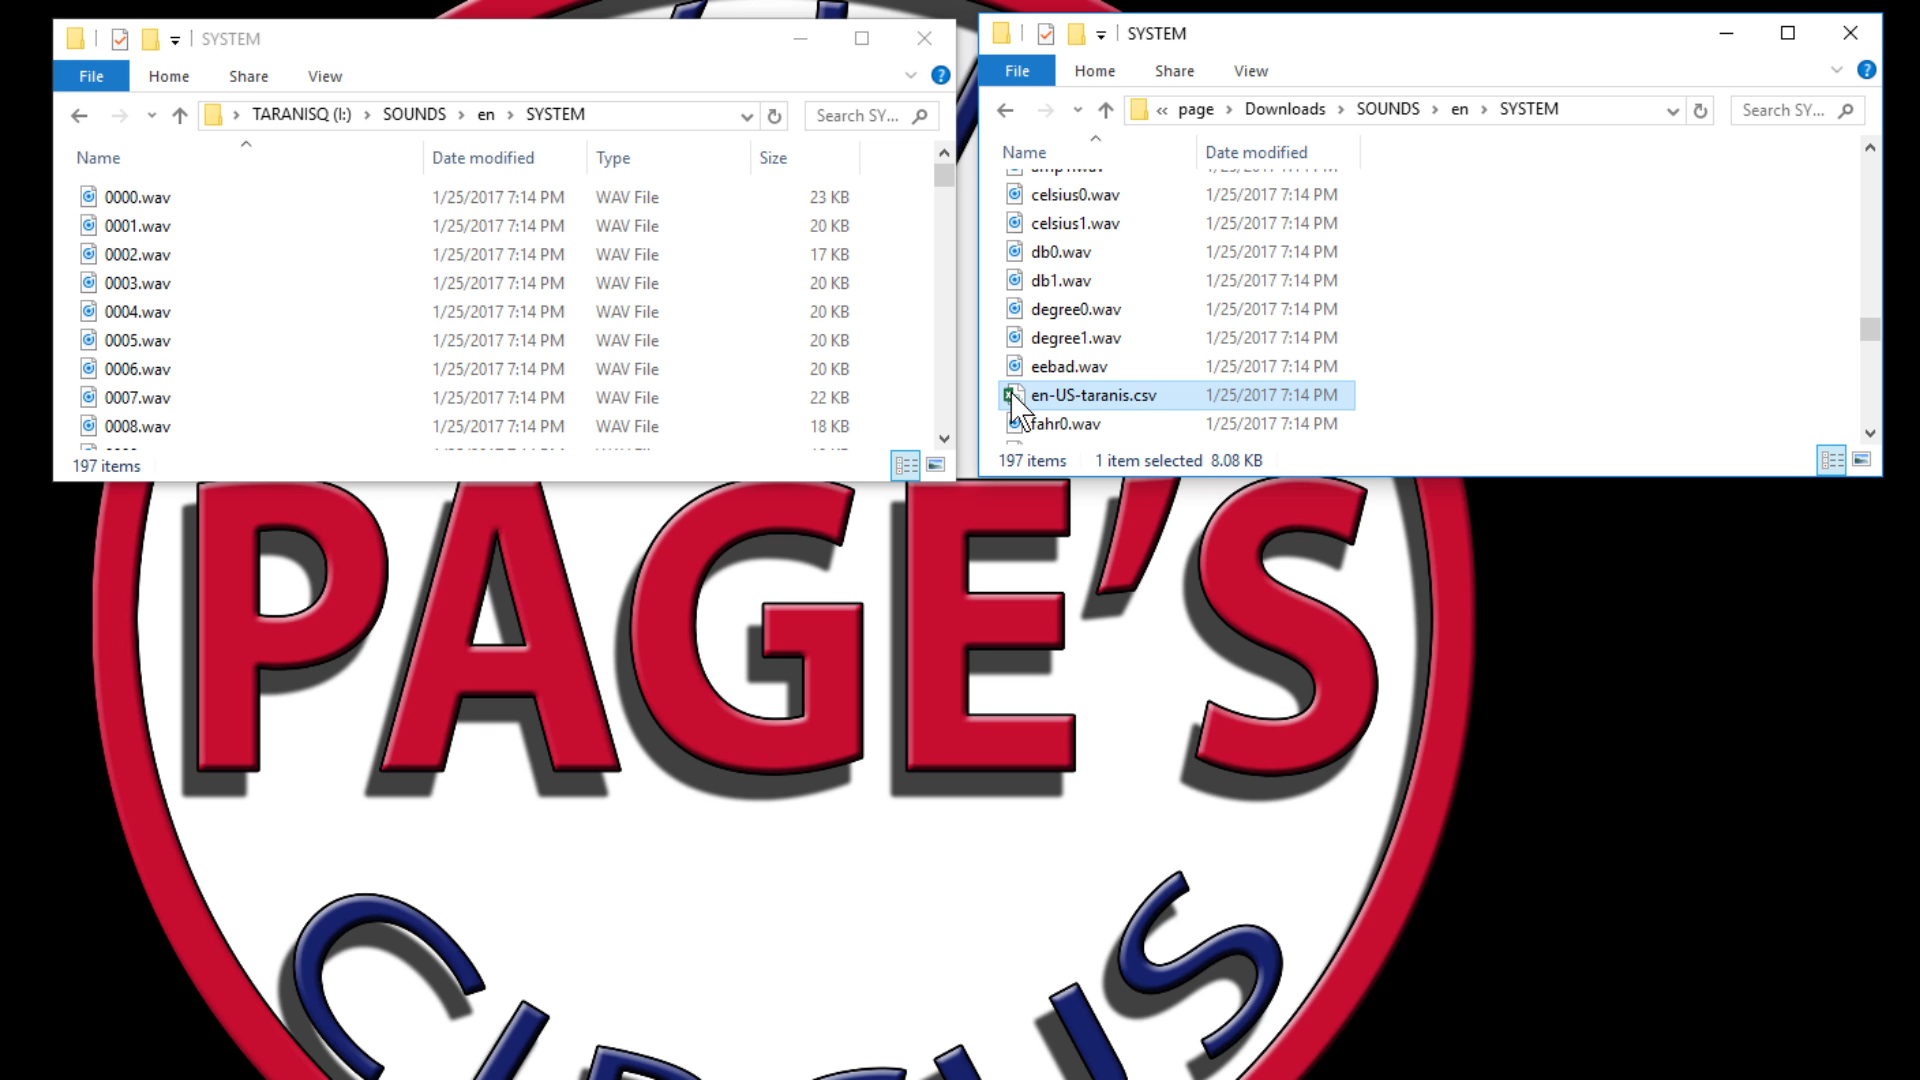 SYSTEM
File Home Share View
TARANISQ (I:) SOUNDS en SYSTEM
Search SY...
Name Date modified Type Size
0000.wav 1/25/2017 7:14 PM WAV File 23 KB
0001.wav 1/25/2017 7:14 PM WAV File 20 KB
0002.wav 1/25/2017 7:14 PM WAV File 17 KB
0003.wav 1/25/2017 7:14 PM WAV File 20 KB
0004.wav 1/25/2017 7:14 PM WAV File 20 KB
0005.wav 1/25/2017 7:14 PM WAV File 20 KB
0006.wav 1/25/2017 7:14 PM WAV File 20 KB
0007.wav 1/25/2017 7:14 PM WAV File 22 KB
0008.wav 1/25/2017 7:14 PM WAV File 18 KB
197 items
SYSTEM
File Home Share View
« page Downloads SOUNDS en SYSTEM
Search SY...
Name Date modified
celsius0.wav 1/25/2017 7:14 PM
celsius1.wav 1/25/2017 7:14 PM
db0.wav 1/25/2017 7:14 PM
db1.wav 1/25/2017 7:14 PM
degree0.wav 1/25/2017 7:14 PM
degree1.wav 1/25/2017 7:14 PM
eebad.wav 1/25/2017 7:14 PM
en-US-taranis.csv 1/25/2017 7:14 PM
fahr0.wav 1/25/2017 7:14 PM
197 items 1 item selected 8.08 KB
PAGE'S